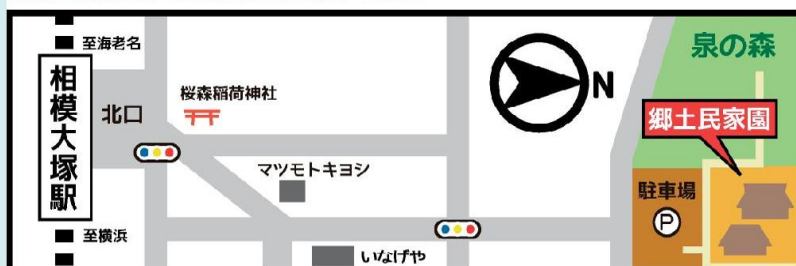 至海老名
相模大塚駅
北口
至横浜
桜森稲荷神社
マツモトキヨシ
いなげや
N
泉の森
郷土民家園
駐車場
P